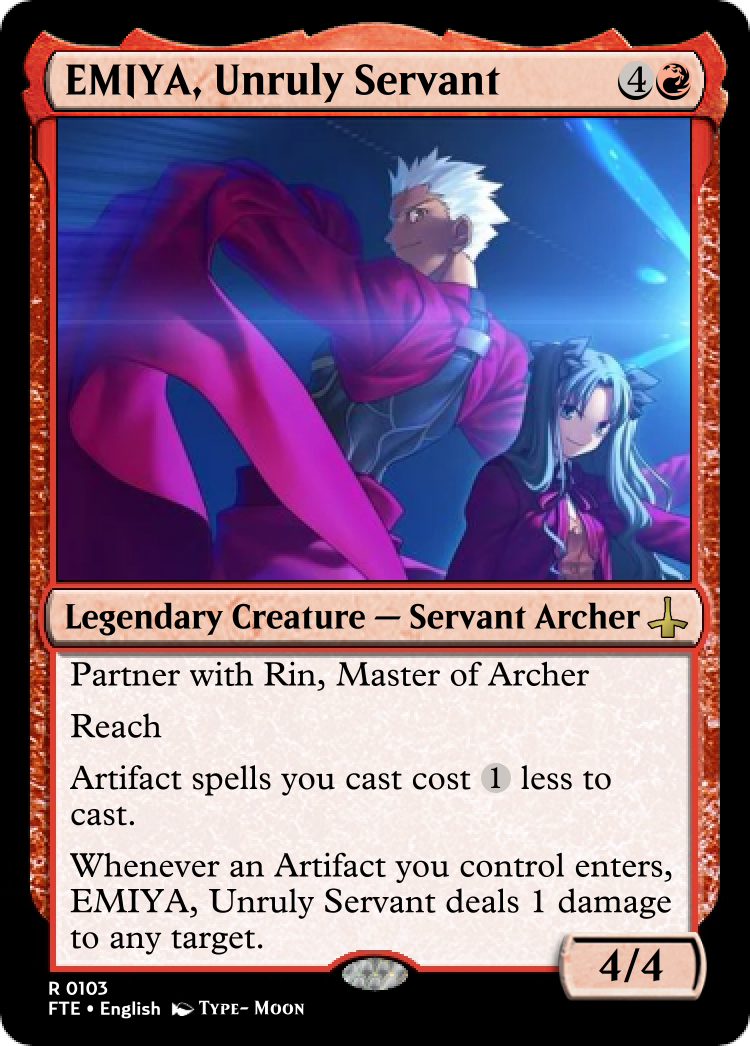 EMIYA, Unruly Servant 4
Legendary Creature — Servant Archer
Partner with Rin, Master of Archer
Reach
Artifact spells you cast cost 1 less to
cast.
Whenever an Artifact you control enters,
EMIYA, Unruly Servant deals 1 damage
to any target.
4/4
R 0103
FTE • English Type- Moon